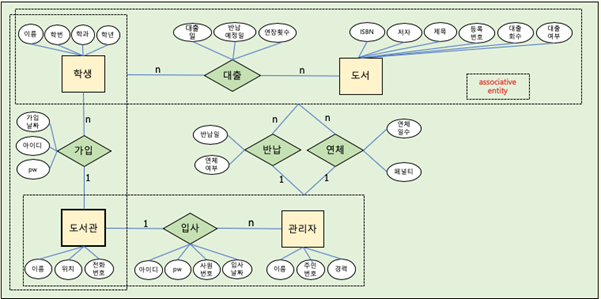 이름
학번
학과
학년
대출
일
반납
예정일
연장횟수
ISBN
저자
제목
등록
번호
대출
회수
대출
여부
학생
n
대출
n
도서
associative
entity
가입
날짜
아이디
pw
n
가입
1
반납일
연체
여부
n
n
반납
연체
1
1
연체
일수
패널티
도서관
1
입사
n
관리자
이름
위치
전화
번호
아이디
pw
사원
번호
입사
날짜
이름
주민
번호
경력